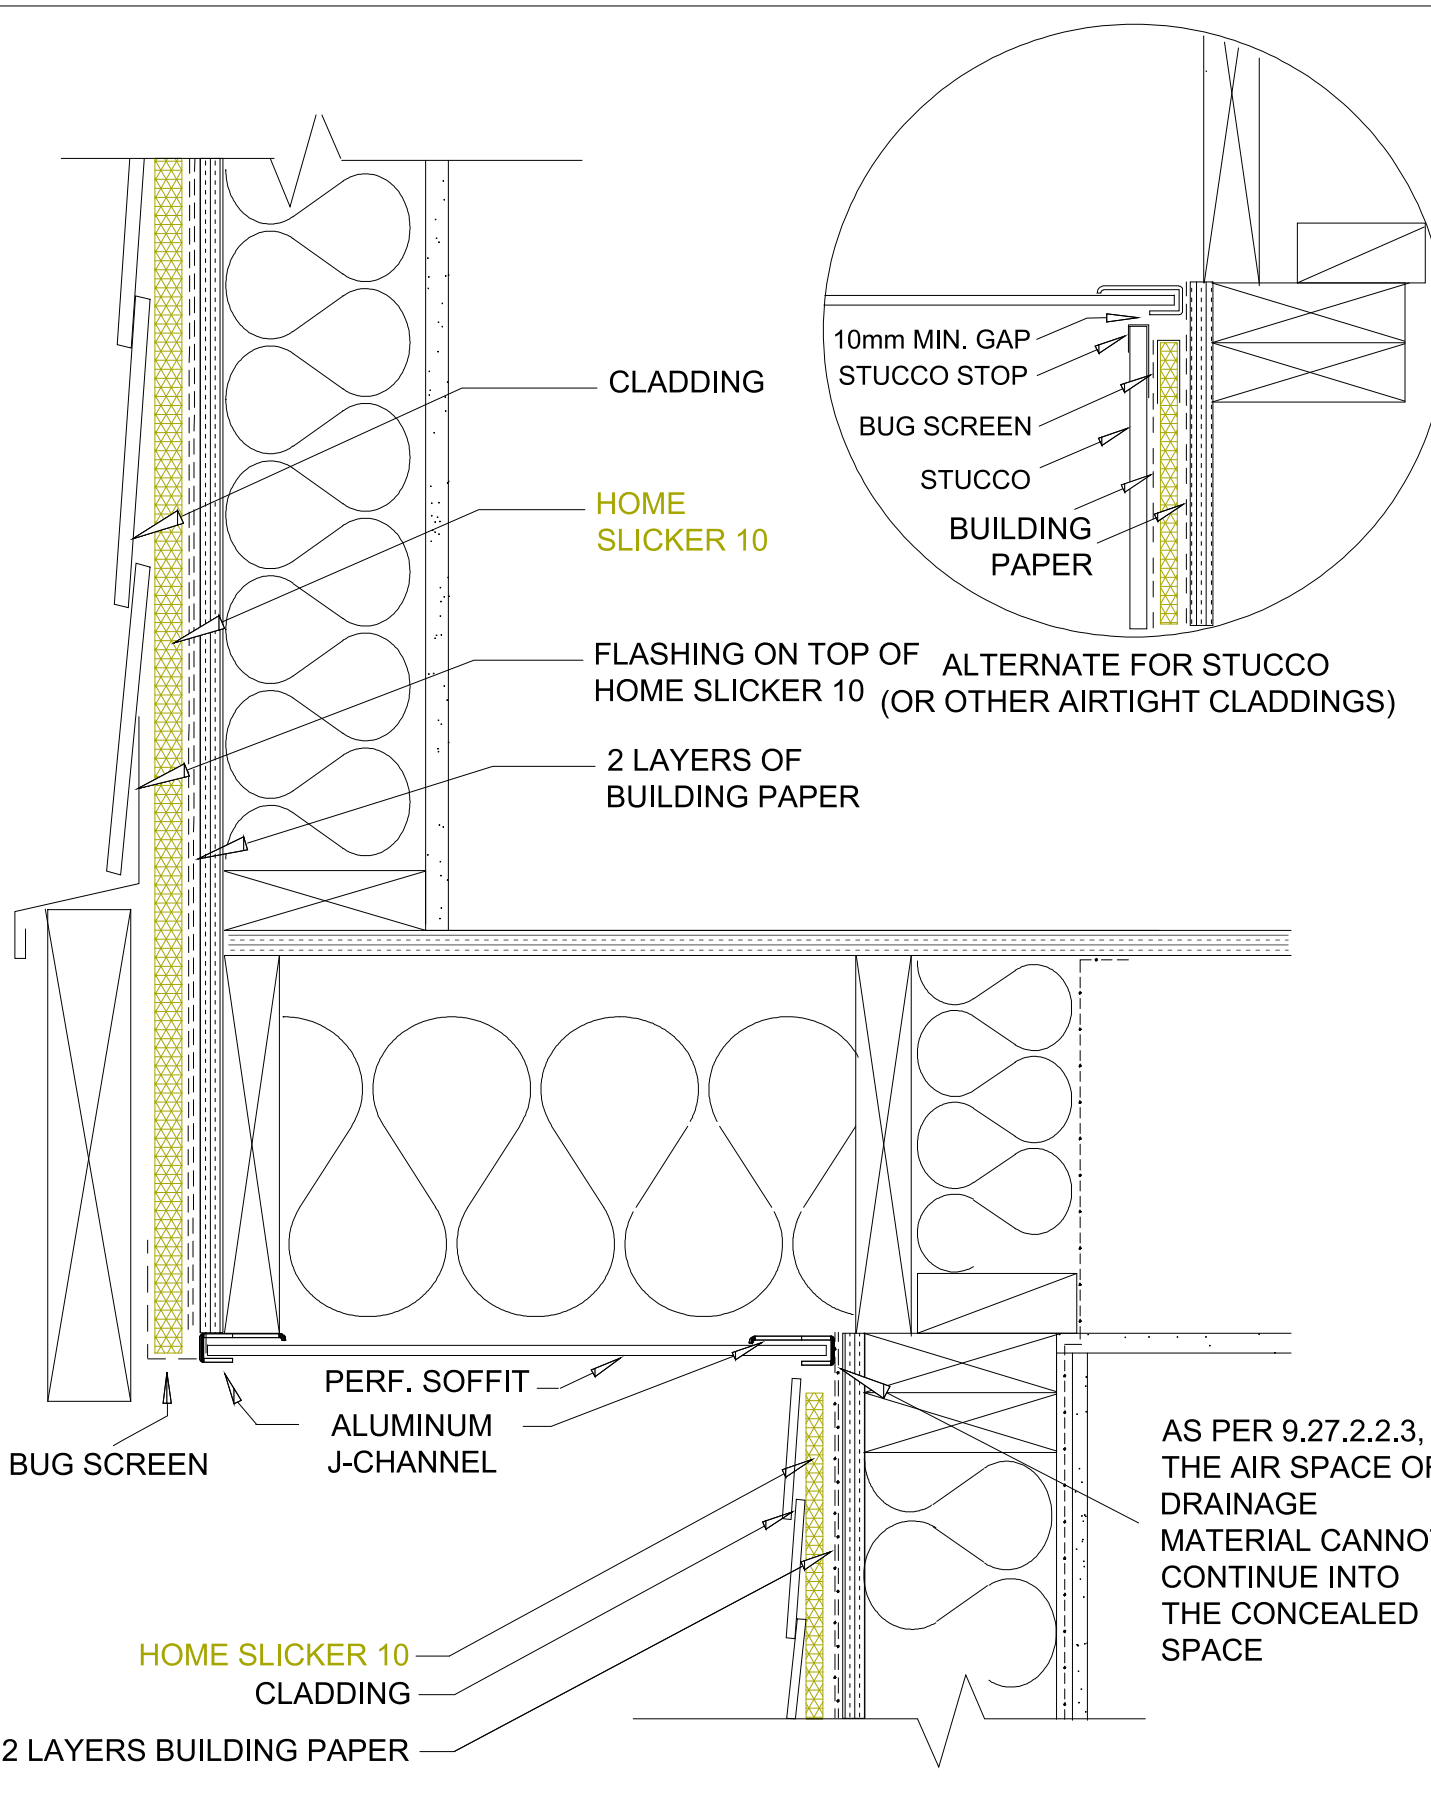 10mm MIN. GAP
STUCCO STOP
BUG SCREEN
STUCCO
BUILDING
PAPER
ALTERNATE FOR STUCCO
(OR OTHER AIRTIGHT CLADDINGS)
CLADDING
HOME
SLICKER 10
FLASHING ON TOP OF
HOME SLICKER 10
2 LAYERS OF
BUILDING PAPER
PERF. SOFFIT
ALUMINUM
J-CHANNEL
BUG SCREEN
AS PER 9.27.2.2.3,
THE AIR SPACE OR
DRAINAGE
MATERIAL CANNOT
CONTINUE INTO
THE CONCEALED
SPACE
HOME SLICKER 10
CLADDING
2 LAYERS BUILDING PAPER